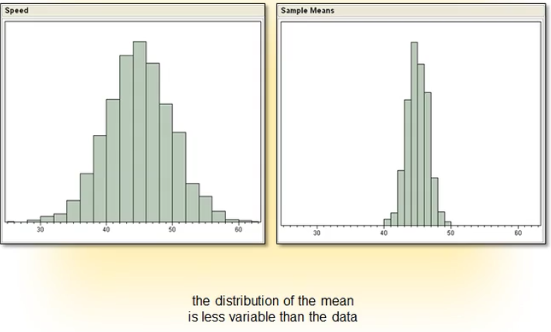 Speed
30 40 50 60
Sample Means
30 40 50 60
the distribution of the mean
is less variable than the data